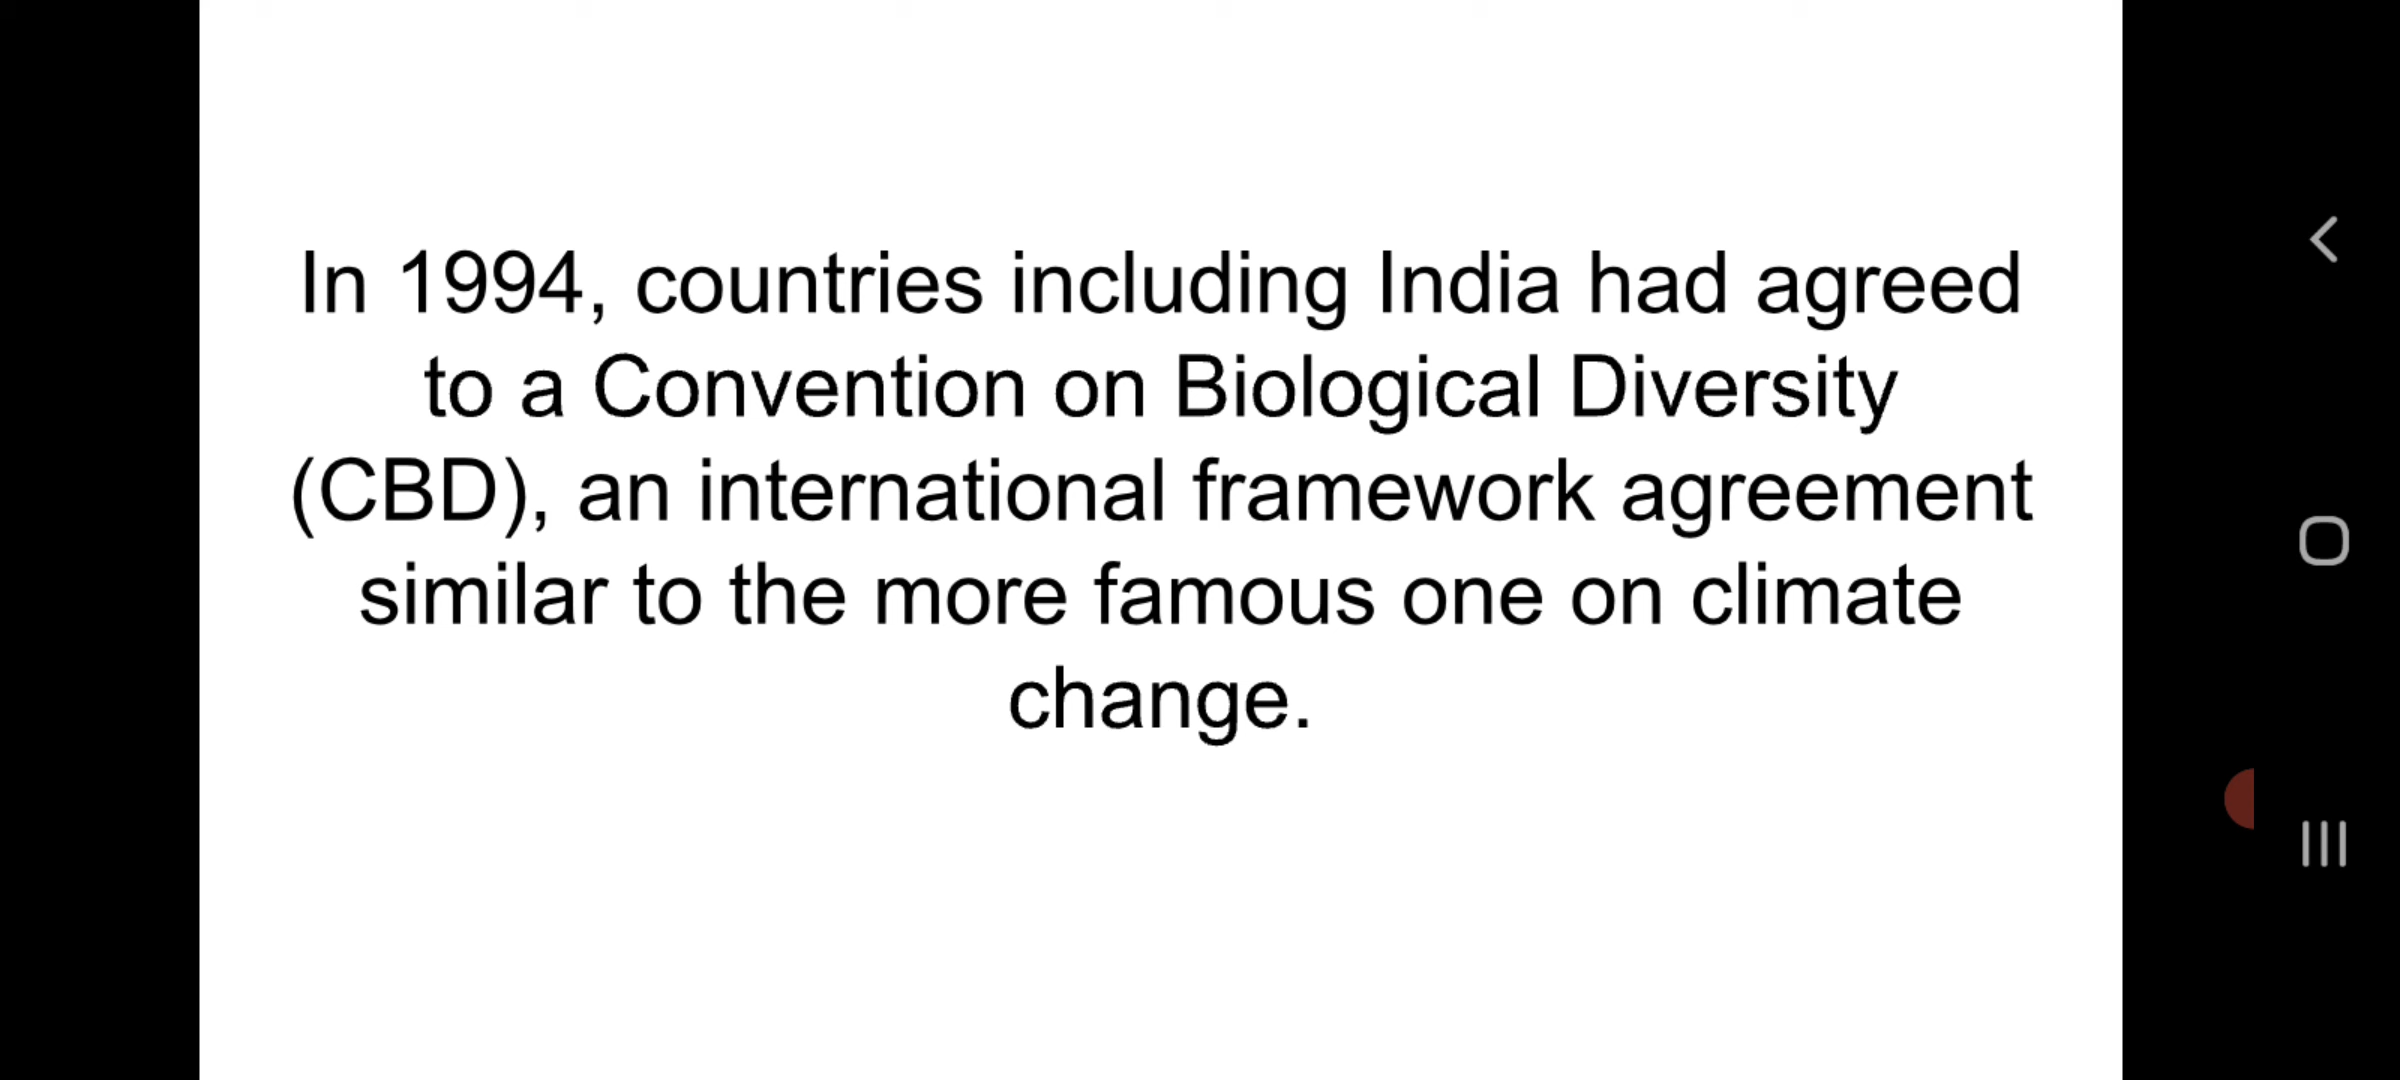 In 1994, countries including India had agreed
to a Convention on Biological Diversity
(CBD), an international framework agreement
similar to the more famous one on climate
change.